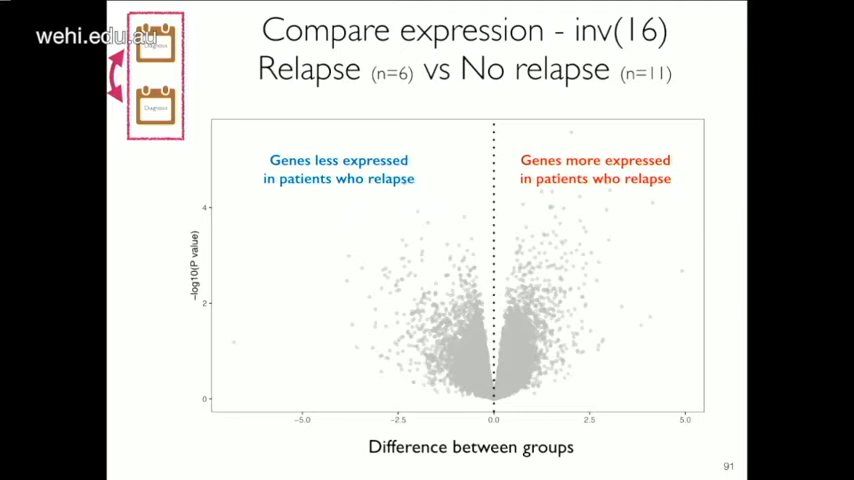 wehi.edu.au
Diagnosis
Diagnosis
Compare expression - inv(16)
Relapse (n=6) vs No relapse (n=11)
Genes less expressed
in patients who relapse
Genes more expressed
in patients who relapse
-log10(P value)
4
2
0
-5.0
-2.5
0.0
2.5
5.0
Difference between groups
91